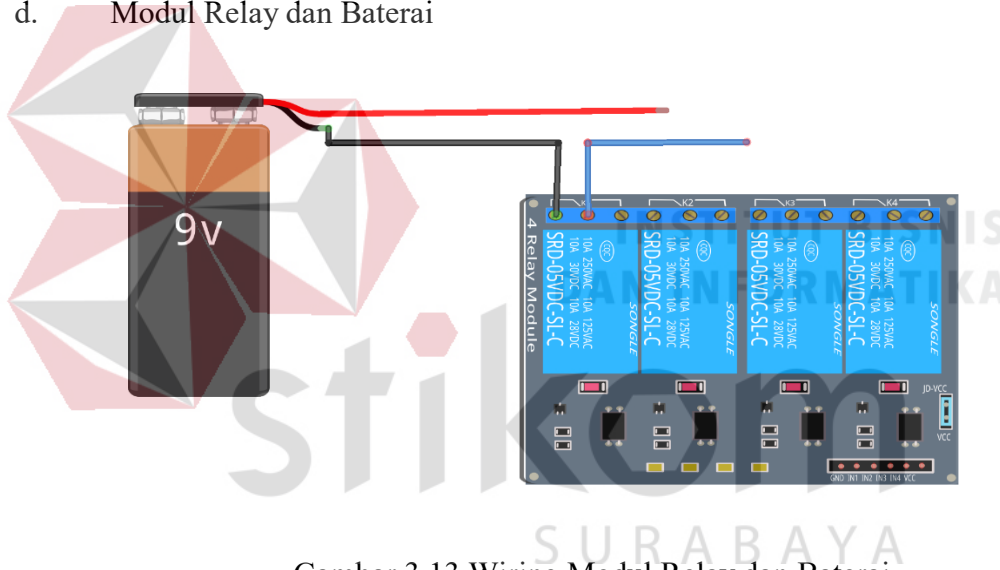 d. Modul Relay dan Baterai
9v
4 Relay Module
K2
K3
K4
SRD-05VDC-SL-C
10A 30VDC 10A 28VDC
10A 250VAC 10A 125VAC
CQC
SONGLE
SRD-05VDC-SL-C
10A 30VDC 10A 28VDC
10A 250VAC 10A 125VAC
CQC
SONGLE
SRD-05VDC-SL-C
10A 30VDC 10A 28VDC
10A 250VAC 10A 125VAC
CQC
SONGLE
SRD-05VDC-SL-C
10A 30VDC 10A 28VDC
10A 250VAC 10A 125VAC
CQC
SONGLE
JD-VCC
VCC
GND IN1 IN2 IN3 IN4 VCC
INSTITUT BISNIS
DAN INFORMATIKA
stikom
SURABAYA
Gambar 3.13 Wiring Modul Relay dan Baterai